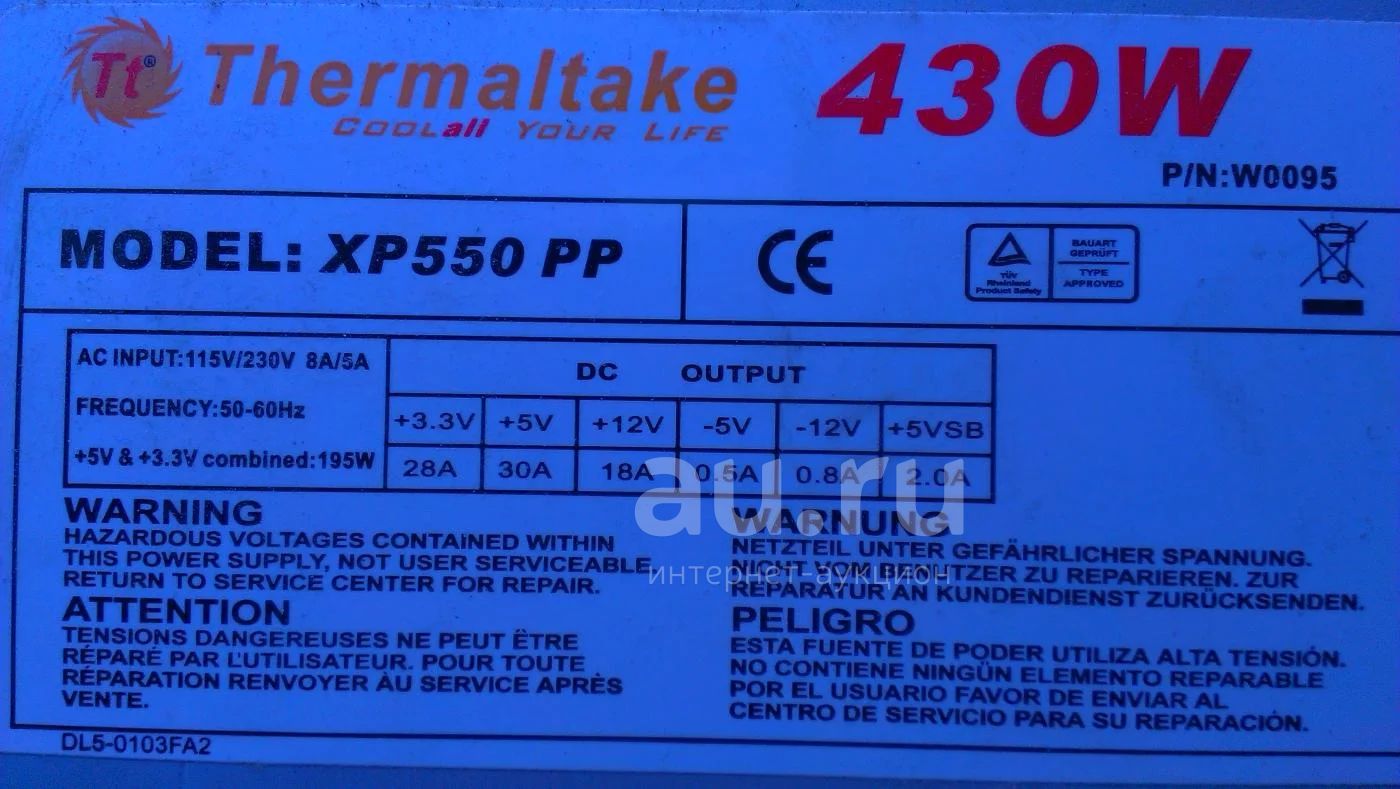 Tt®
Thermaltake
COOLall YOUR LIFE
430W
P/N:W0095
MODEL: XP550 PP
CE
TÜV
Rheinland
Product Safety
BAUART
GEPRÜFT
TYPE
APPROVED
AC INPUT:115V/230V 8A/5A
FREQUENCY:50-60Hz
+5V & +3.3V combined:195W
DC OUTPUT
+3.3V +5V +12V -5V -12V +5VSB
28A 30A 18A 0.5A 0.8A 2.0A
WARNING
HAZARDOUS VOLTAGES CONTAINED WITHIN
THIS POWER SUPPLY, NOT USER SERVICEABLE.
RETURN TO SERVICE CENTER FOR REPAIR.
WARNUNG
NETZTEIL UNTER GEFÄHRLICHER SPANNUNG.
NICHT VOM BENUTZER ZU REPARIEREN. ZUR
REPARATUR AN KUNDENDIENST ZURÜCKSENDEN.
ATTENTION
TENSIONS DANGEREUSES NE PEUT ÊTRE
RÉPARÉ PAR L'UTILISATEUR. POUR TOUTE
RÉPARATION RENVOYER ÀU SERVICE APRÈS
VENTE.
PELIGRO
ESTA FUENTE DE PODER UTILIZA ALTA TENSIÓN.
NO CONTIENE NINGÚN ELEMENTO REPARABLE
POR EL USUARIO FAVOR DE ENVIAR AL
CENTRO DE SERVICIO PARA SU REPARACIÓN.
DL5-0103FA2
au.ru
интернет-аукцион